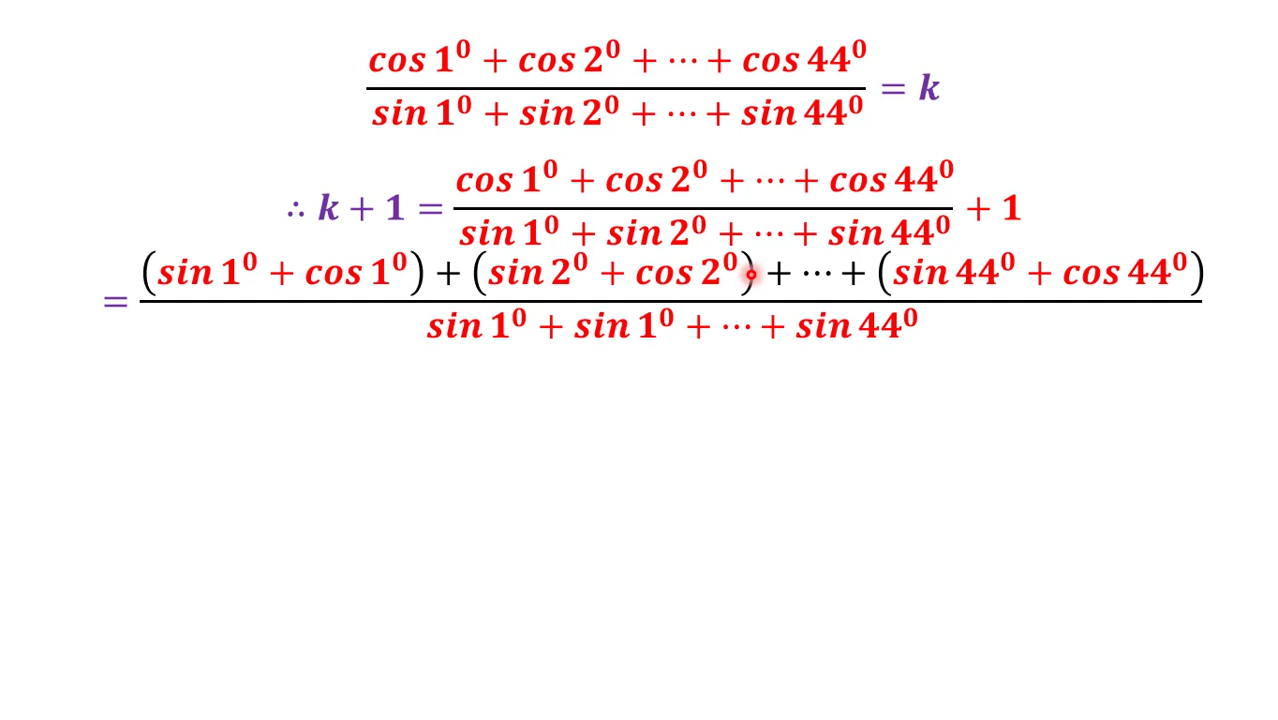 cos 1⁰ + cos 2⁰ + ⋯ + cos 44⁰
sin 1⁰ + sin 2⁰ + ⋯ + sin 44⁰
= k
∴ k + 1 =
cos 1⁰ + cos 2⁰ + ⋯ + cos 44⁰
sin 1⁰ + sin 2⁰ + ⋯ + sin 44⁰
+ 1
=
(sin 1⁰ + cos 1⁰) + (sin 2⁰ + cos 2⁰) + ⋯ + (sin 44⁰ + cos 44⁰)
sin 1⁰ + sin 1⁰ + ⋯ + sin 44⁰